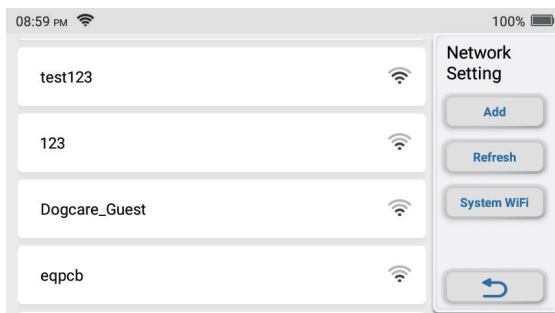 08:59 PM
100%
test123
123
Dogcare_Guest
eqpcb
Network
Setting
Add
Refresh
System WiFi